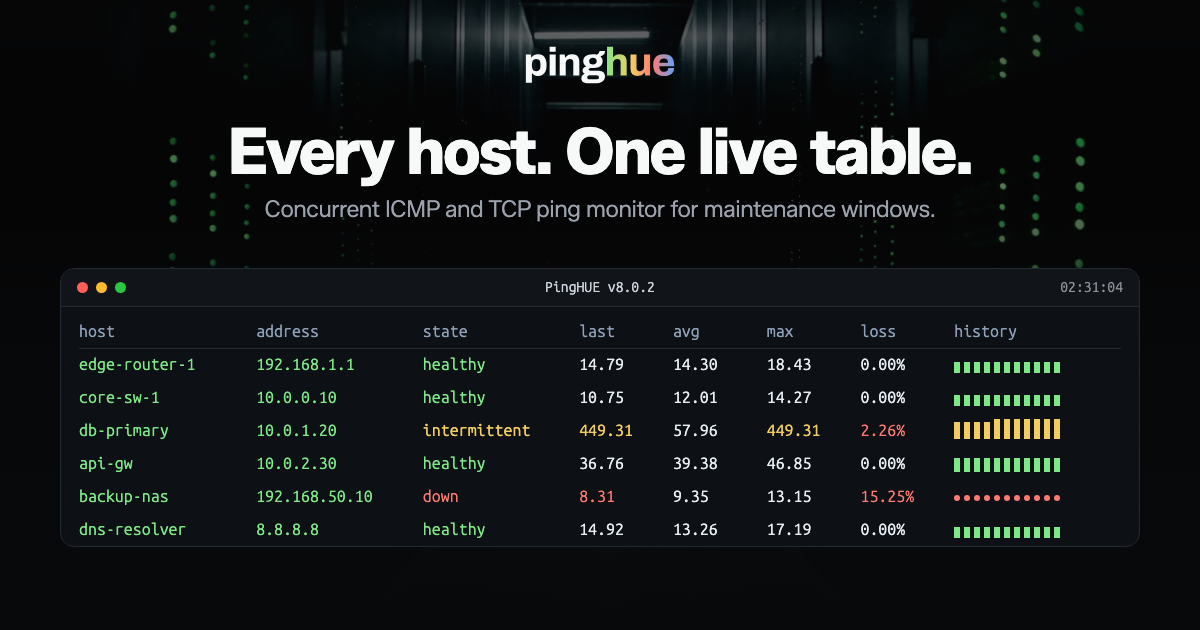 pinghue
Every host. One live table.
Concurrent ICMP and TCP ping monitor for maintenance windows.
PingHUE v8.0.2 02:31:04
host address state last avg max loss history
edge-router-1 192.168.1.1 healthy 14.79 14.30 18.43 0.00%
core-sw-1 10.0.0.10 healthy 10.75 12.01 14.27 0.00%
db-primary 10.0.1.20 intermittent 449.31 57.96 449.31 2.26%
api-gw 10.0.2.30 healthy 36.76 39.38 46.85 0.00%
backup-nas 192.168.50.10 down 8.31 9.35 13.15 15.25%
dns-resolver 8.8.8.8 healthy 14.92 13.26 17.19 0.00%